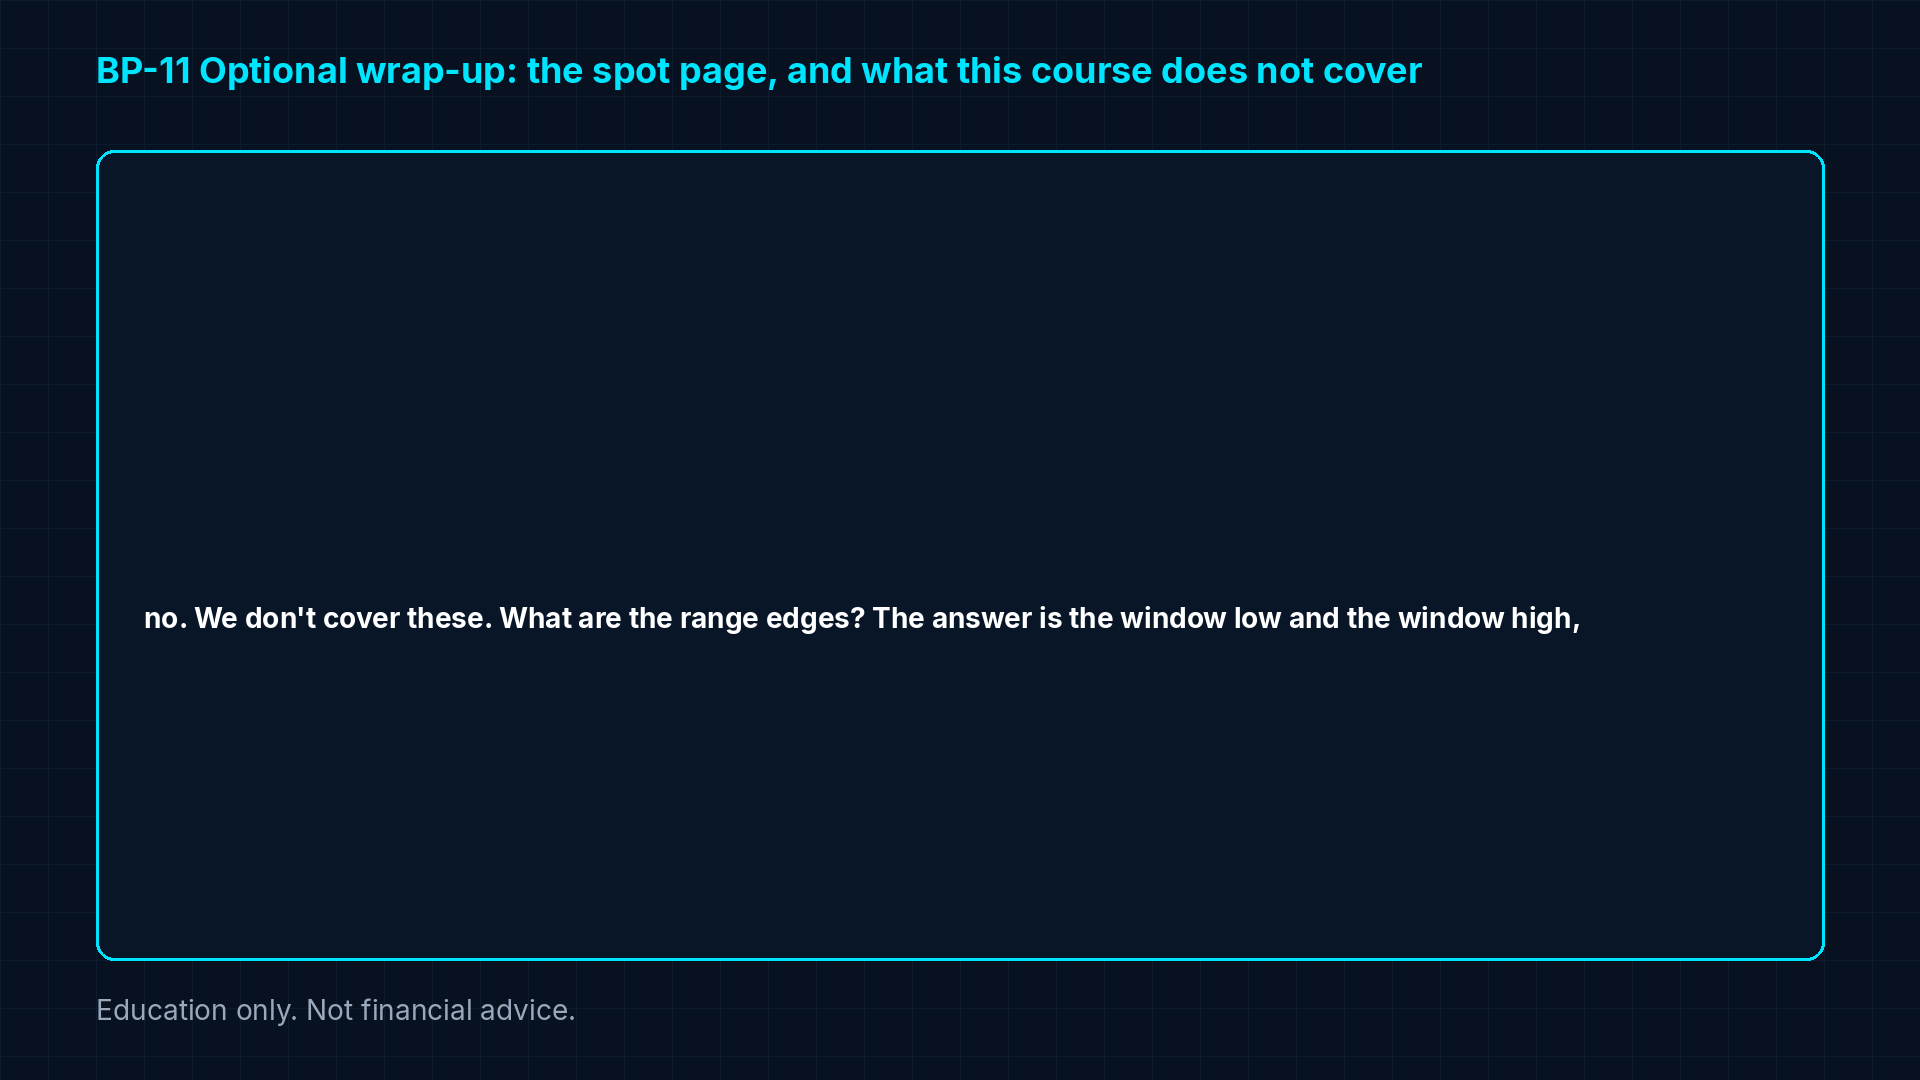 BP-11 Optional wrap-up: the spot page, and what this course does not cover
no. We don't cover these. What are the range edges? The answer is the window low and the window high,
Education only. Not financial advice.